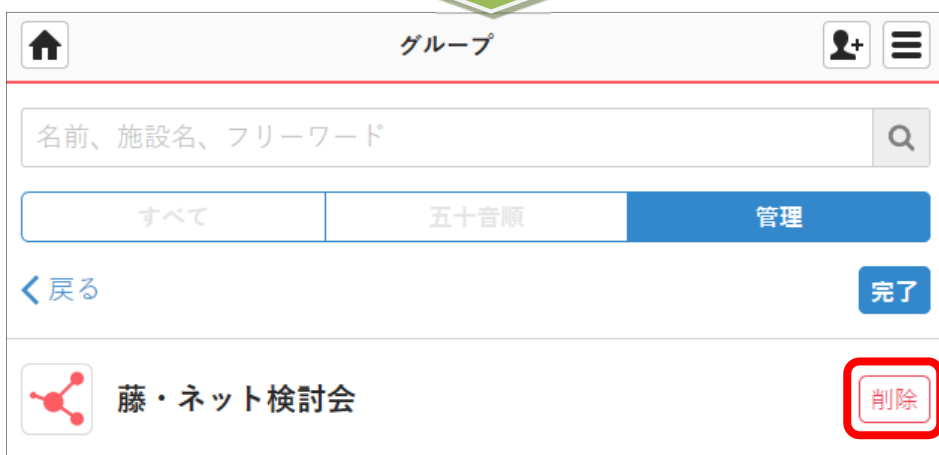 グループ
名前、施設名、フリーワード
すべて 五十音順 管理
戻る 完了
藤・ネット検討会 削除